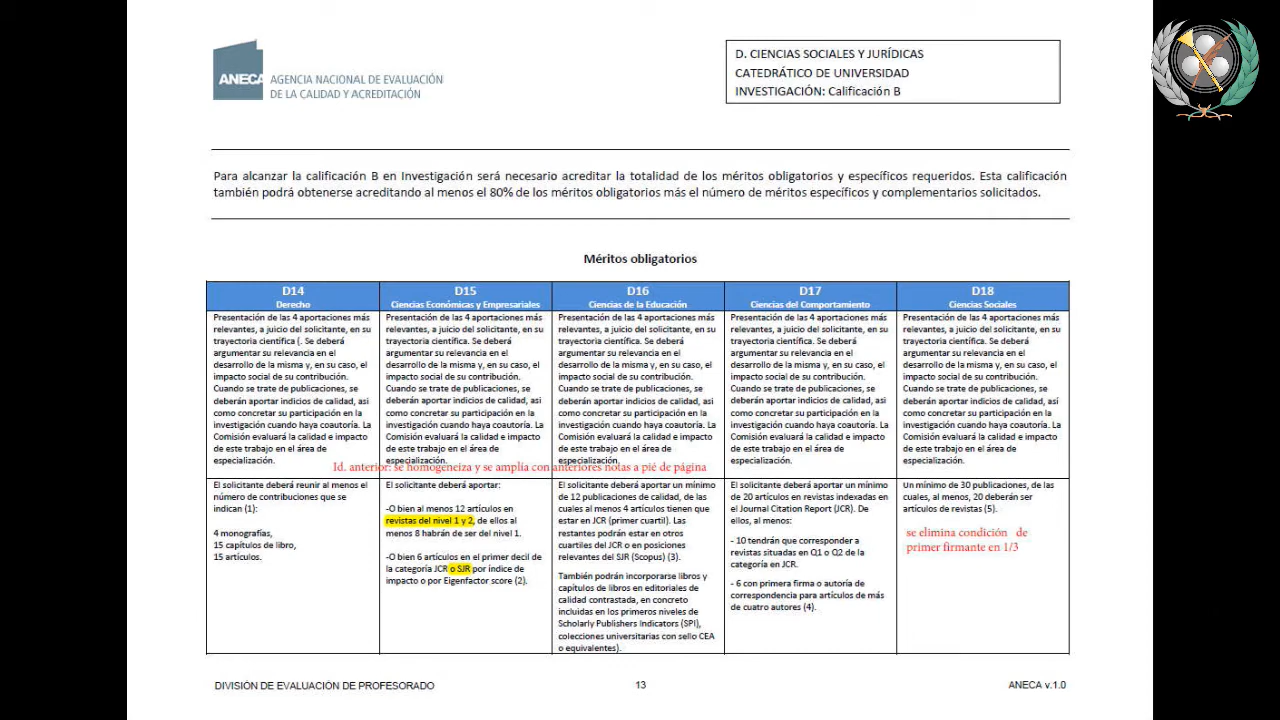 ANECA AGENCIA NACIONAL DE EVALUACIÓN
DE LA CALIDAD Y ACREDITACIÓN
D. CIENCIAS SOCIALES Y JURÍDICAS
CATEDRÁTICO DE UNIVERSIDAD
INVESTIGACIÓN: Calificación B
Para alcanzar la calificación B en Investigación será necesario acreditar la totalidad de los méritos obligatorios y específicos requeridos. Esta calificación
también podrá obtenerse acreditando al menos el 80% de los méritos obligatorios más el número de méritos específicos y complementarios solicitados.
Méritos obligatorios
D14
Derecho
D15
Ciencias Económicas y Empresariales
D16
Ciencias de la Educación
D17
Ciencias del Comportamiento
D18
Ciencias Sociales
Presentación de las 4 aportaciones más
relevantes, a juicio del solicitante, en su
trayectoria científica (. Se deberá
argumentar su relevancia en el
desarrollo de la misma y, en su caso, el
impacto social de su contribución.
Cuando se trate de publicaciones, se
deberán aportar indicios de calidad, asi
como concretar su participación en la
investigación cuando haya coautoría. La
Comisión evaluará la calidad e impacto
de este trabajo en el área de
especialización.
Presentación de las 4 aportaciones más
relevantes, a juicio del solicitante, en su
trayectoria científica. Se deberá
argumentar su relevancia en el
desarrollo de la misma y, en su caso, el
impacto social de su contribución.
Cuando se trate de publicaciones, se
deberán aportar indicios de calidad, asi
como concretar su participación en la
investigación cuando haya coautoría. La
Comisión evaluará la calidad e impacto
de este trabajo en el área de
especialización.
Presentación de las 4 aportaciones más
relevantes, a juicio del solicitante, en su
trayectoria científica. Se deberá
argumentar su relevancia en el
desarrollo de la misma y, en su caso, el
impacto social de su contribución.
Cuando se trate de publicaciones, se
deberán aportar indicios de calidad, asi
como concretar su participación en la
investigación cuando haya coautoría. La
Comisión evaluará la calidad e impacto
de este trabajo en el área de
especialización.
Presentación de las 4 aportaciones más
relevantes, a juicio del solicitante, en su
trayectoria científica. Se deberá
argumentar su relevancia en el
desarrollo de la misma y, en su caso, el
impacto social de su contribución.
Cuando se trate de publicaciones, se
deberán aportar indicios de calidad, asi
como concretar su participación en la
investigación cuando haya coautoría. La
Comisión evaluará la calidad e impacto
de este trabajo en el área de
especialización.
Presentación de las 4 aportaciones más
relevantes, a juicio del solicitante, en su
trayectoria científica. Se deberá
argumentar su relevancia en el
desarrollo de la misma y, en su caso, el
impacto social de su contribución.
Cuando se trate de publicaciones, se
deberán aportar indicios de calidad, así
como concretar su participación en la
investigación cuando haya coautoría. La
Comisión evaluará la calidad e impacto
de este trabajo en el área de
especialización.
Id. anterior: se homogeneiza y se amplía con anteriores notas a pié de página
El solicitante deberá reunir al menos el
número de contribuciones que se
indican (1):
4 monografías,
15 capítulos de libro,
15 artículos.
El solicitante deberá aportar:
-O bien al menos 12 artículos en
revistas del nivel 1 y 2, de ellos al
menos 8 habrán de ser del nivel 1.
-O bien 6 artículos en el primer decil de
la categoría JCR o SJR por índice de
impacto o por Eigenfactor score (2).
El solicitante deberá aportar un mínimo
de 12 publicaciones de calidad, de las
cuales al menos 4 artículos tienen que
estar en JCR (primer cuartil). Las
restantes podrán estar en otros
cuartiles del JCR o en posiciones
relevantes del SJR (Scopus) (3).
También podrán incorporarse libros y
capítulos de libros en editoriales de
calidad contrastada, en concreto
incluidas en los primeros niveles de
Scholarly Publishers Indicators (SPI),
colecciones universitarias con sello CEA
o equivalentes).
El solicitante deberá aportar un mínimo
de 20 artículos en revistas indexadas en
el Journal Citation Report (JCR). De
ellos, al menos:
- 10 tendrán que corresponder a
revistas situadas en Q1 o Q2 de la
categoría en JCR.
- 6 con primera firma o autoría de
correspondencia para artículos de más
de cuatro autores (4).
Un mínimo de 30 publicaciones, de las
cuales, al menos, 20 deberán ser
artículos de revistas (5).
se elimina condición de
primer firmante en 1/3
DIVISIÓN DE EVALUACIÓN DE PROFESORADO
13
ANECA v.1.0